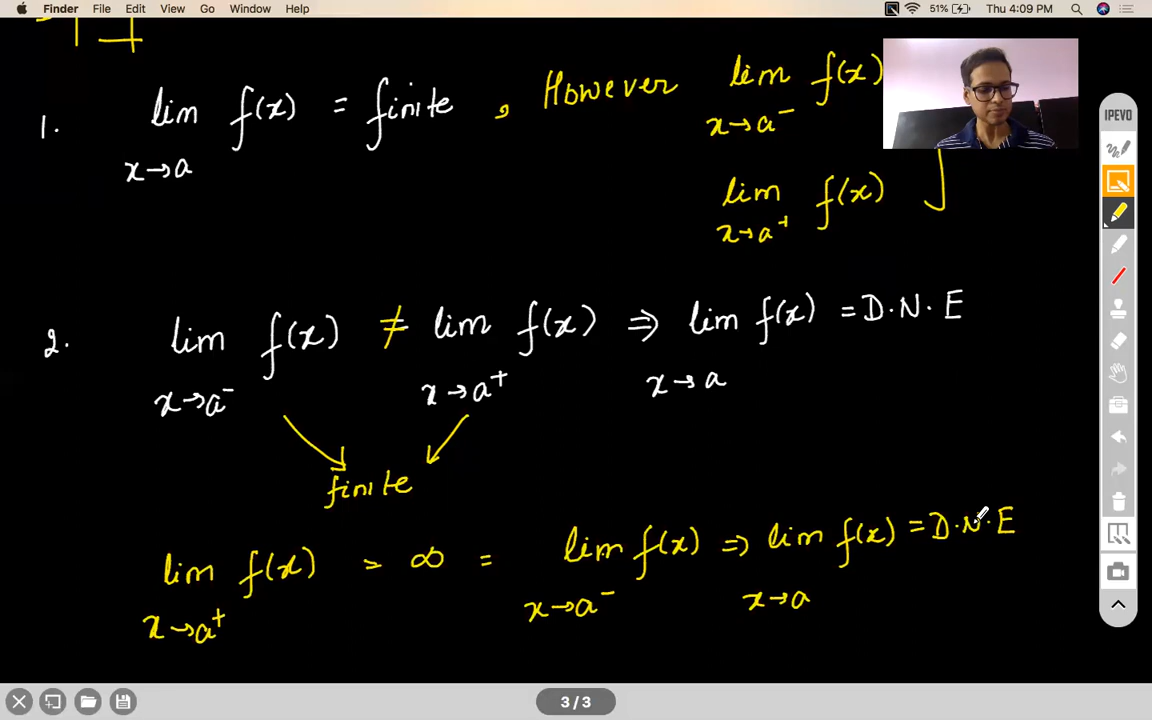 Finder File Edit View Go Window Help 51% Thu 4:09 PM
1. lim f(x) = finite , However lim f(x)
x→a x→a⁻
lim f(x)
x→a⁺
2. lim f(x) ≠ lim f(x) ⇒ lim f(x) = D.N.E
x→a⁻ x→a⁺ x→a
finite
lim f(x) = ∞ = lim f(x) ⇒ lim f(x) = D.N.E
x→a⁺ x→a⁻ x→a
IPEVO
3/3